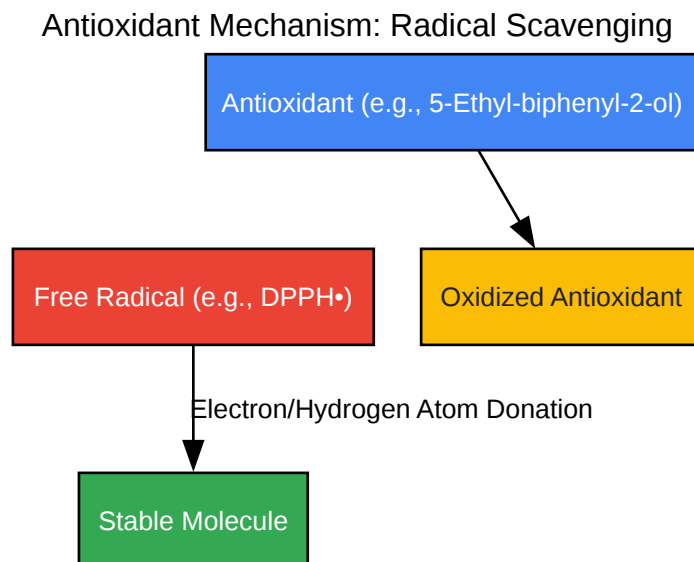 Antioxidant Mechanism: Radical Scavenging
Antioxidant (e.g., 5-Ethyl-biphenyl-2-ol)
Free Radical (e.g., DPPH•)
Oxidized Antioxidant
Electron/Hydrogen Atom Donation
Stable Molecule